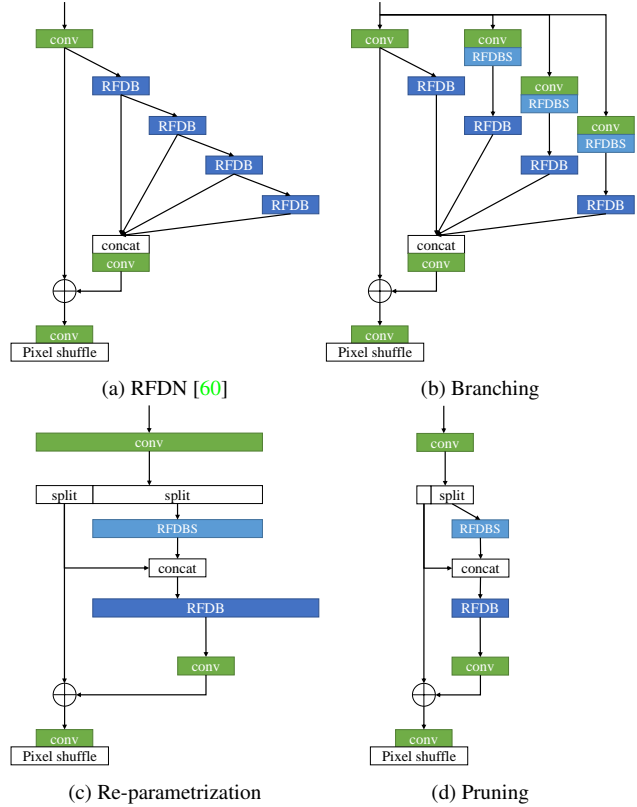 conv
RFDB
RFDB
RFDB
RFDB
concat
conv
conv
Pixel shuffle
(a) RFDN [60]
conv
conv
RFDBS
conv
RFDBS
conv
RFDBS
RFDB
RFDB
RFDB
RFDB
concat
conv
conv
Pixel shuffle
(b) Branching
conv
split split
RFDBS
concat
RFDB
conv
conv
Pixel shuffle
(c) Re-parametrization
conv
split
RFDBS
concat
RFDB
conv
conv
Pixel shuffle
(d) Pruning